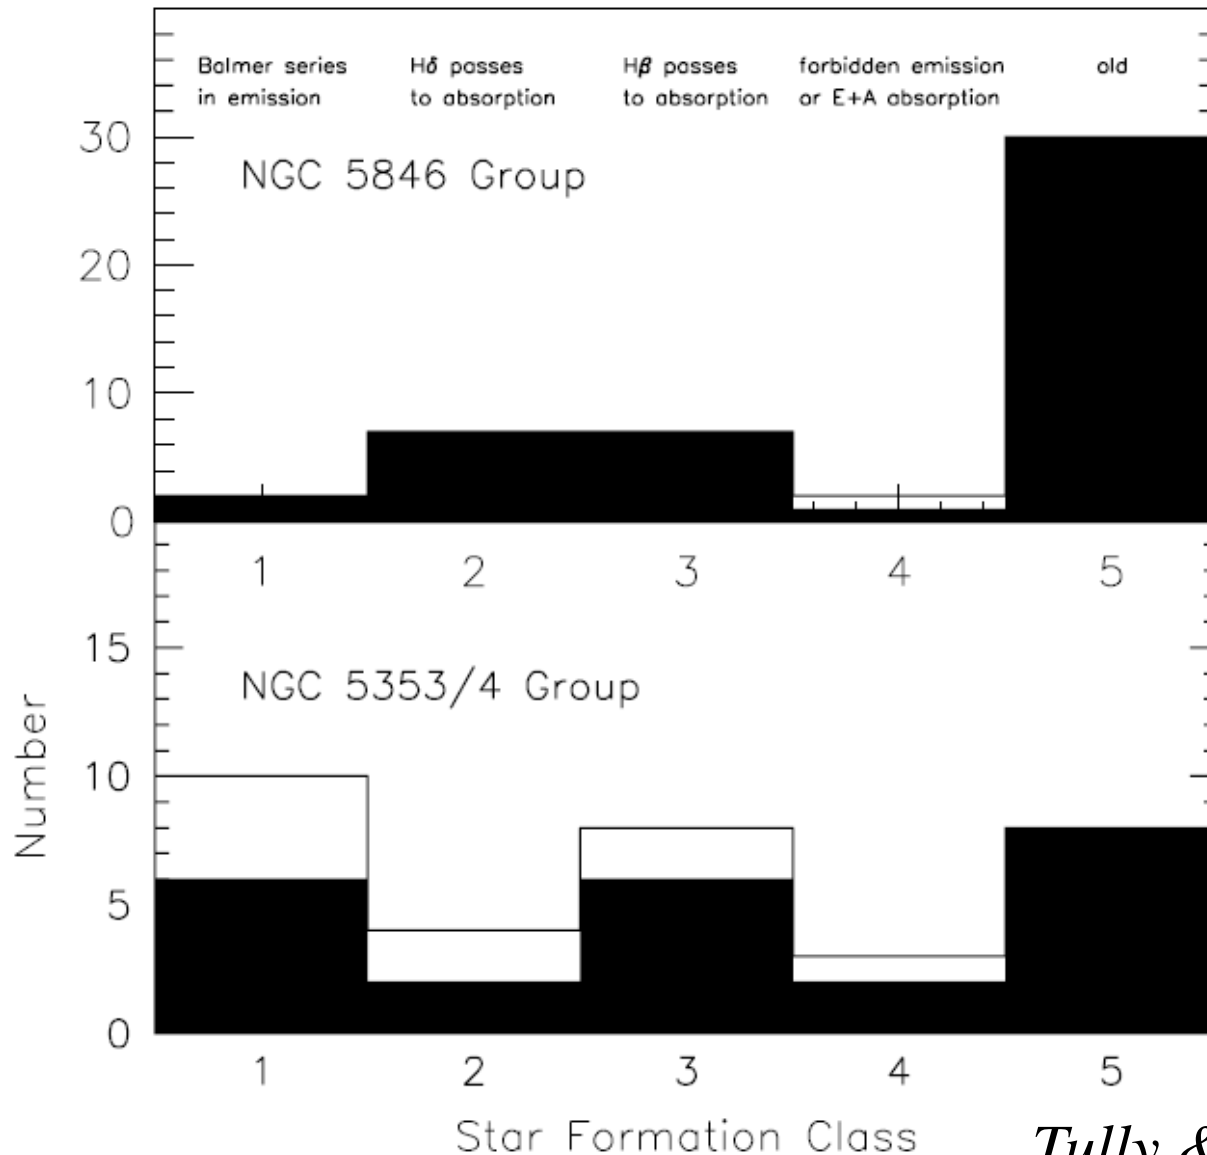 Balmer series
in emission
Hδ passes
to absorption
Hβ passes
to absorption
forbidden emission
or E+A absorption
old
NGC 5846 Group
30
20
10
0
1 2 3 4 5
NGC 5353/4 Group
15
10
5
0
Number
1 2 3 4 5
Star Formation Class
Tully &